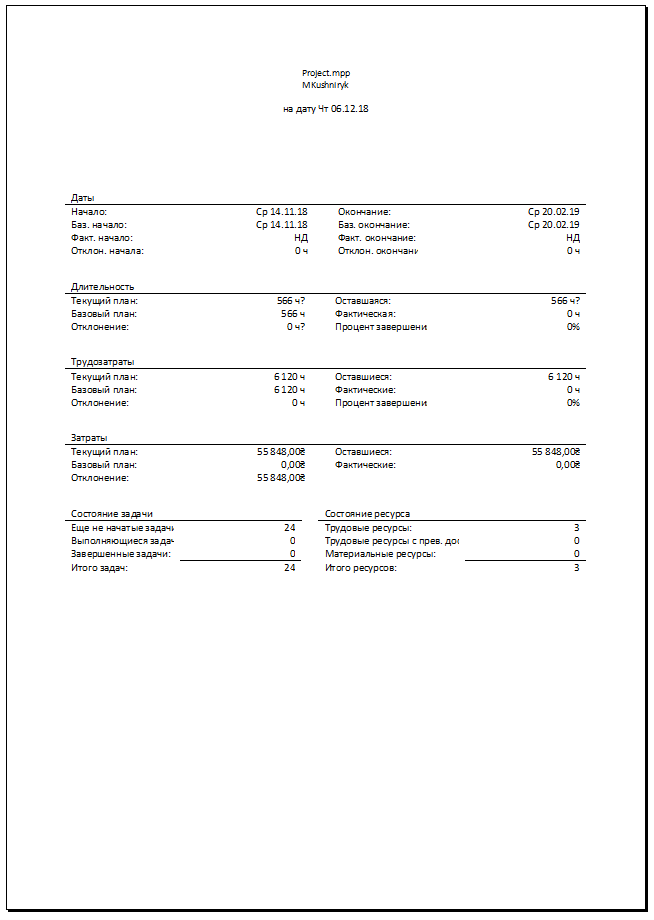 Project.mpp
MKushniryk
на дату Чт 06.12.18
Даты
Начало: Ср 14.11.18 Окончание: Ср 20.02.19
Баз. начало: Ср 14.11.18 Баз. окончание: Ср 20.02.19
Факт. начало: НД Факт. окончание: НД
Отклон. начала: 0 ч Отклон. окончани 0 ч
Длительность
Текущий план: 566 ч? Оставшаяся: 566 ч?
Базовый план: 566 ч Фактическая: 0 ч
Отклонение: 0 ч? Процент завершени 0%
Трудозатраты
Текущий план: 6 120 ч Оставшиеся: 6 120 ч
Базовый план: 6 120 ч Фактические: 0 ч
Отклонение: 0 ч Процент завершени 0%
Затраты
Текущий план: 55 848,00₴ Оставшиеся: 55 848,00₴
Базовый план: 0,00₴ Фактические: 0,00₴
Отклонение: 55 848,00₴
Состояние задачи Состояние ресурса
Еще не начатые задачи 24 Трудовые ресурсы: 3
Выполняющиеся задач 0 Трудовые ресурсы с прев. дос 0
Завершенные задачи: 0 Материальные ресурсы: 0
Итого задач: 24 Итого ресурсов: 3